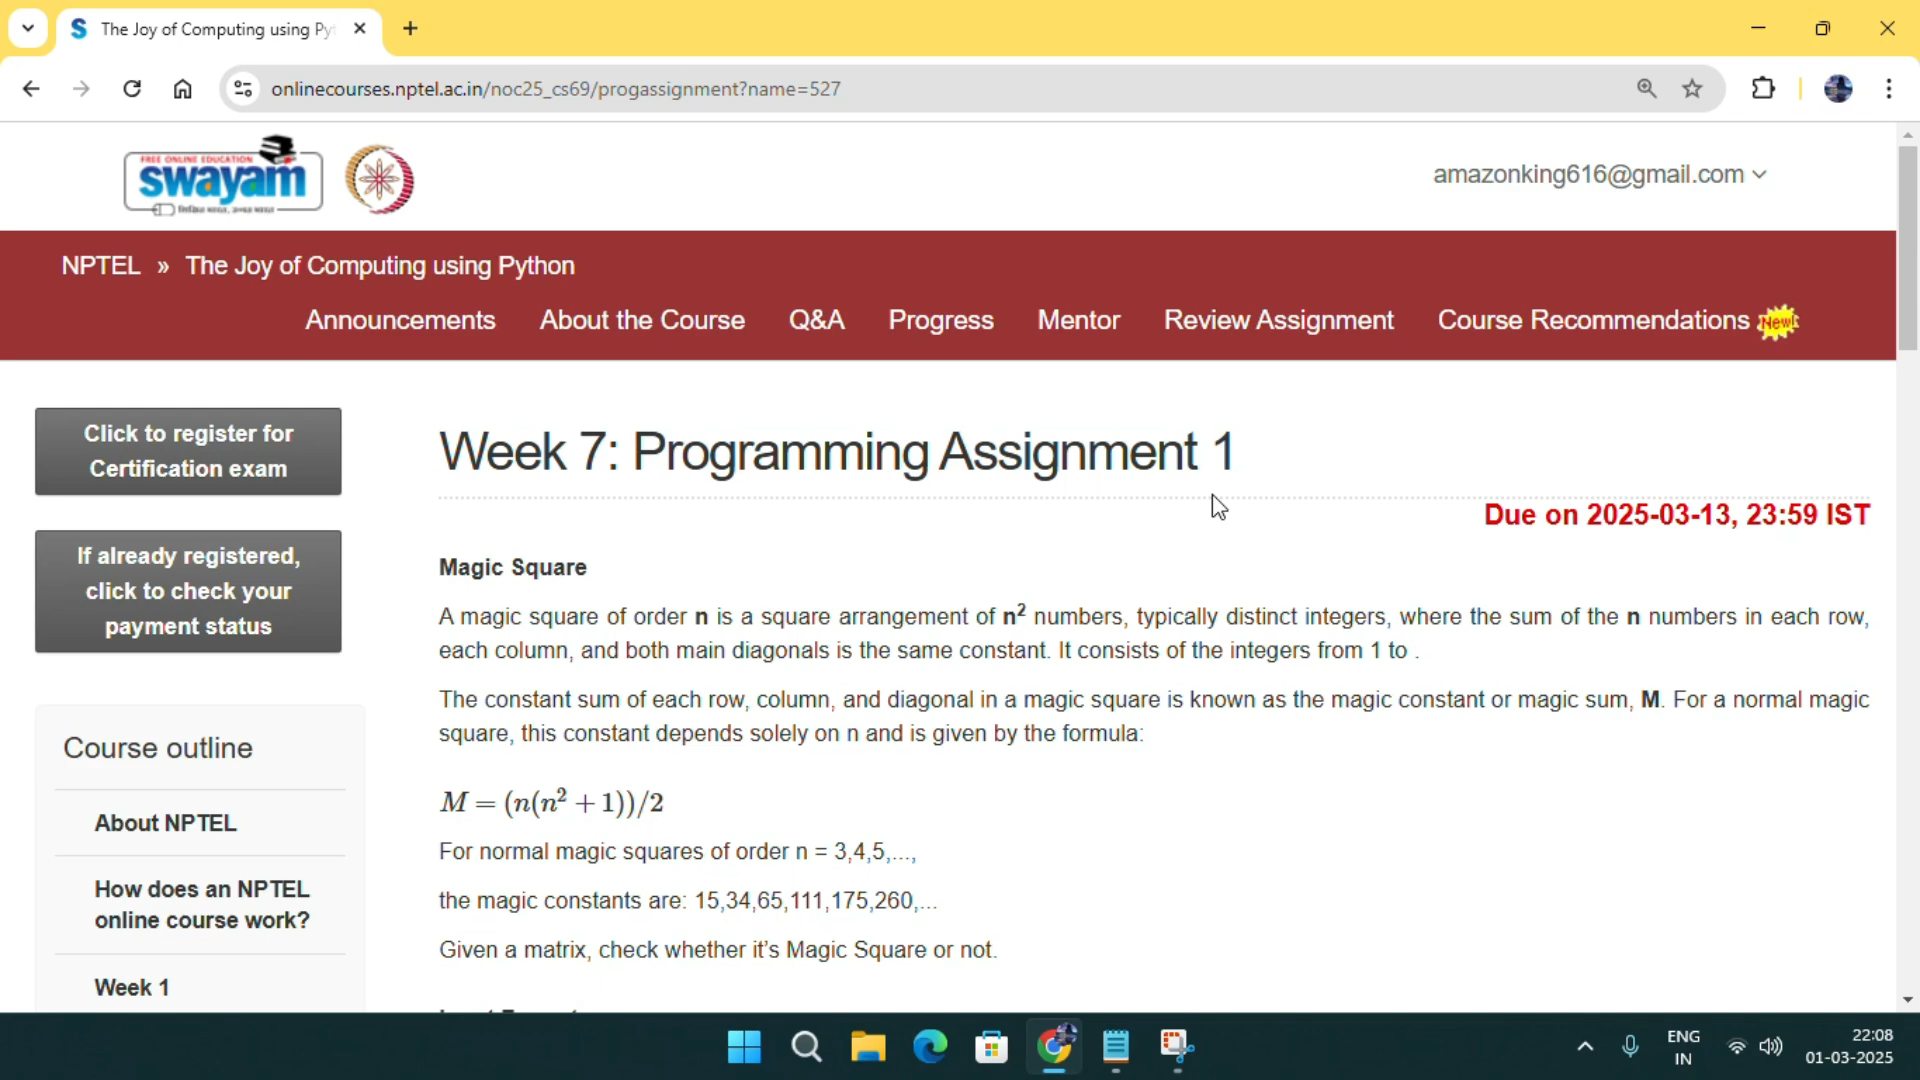 The Joy of Computing using Py
onlinecourses.nptel.ac.in/noc25_cs69/progassignment?name=527
FREE ONLINE EDUCATION
swayam
amazonking616@gmail.com
NPTEL » The Joy of Computing using Python
Announcements About the Course Q&A Progress Mentor Review Assignment Course Recommendations New!
Click to register for
Certification exam
If already registered,
click to check your
payment status
Course outline
About NPTEL
How does an NPTEL
online course work?
Week 1
Week 7: Programming Assignment 1
Due on 2025-03-13, 23:59 IST
Magic Square
A magic square of order n is a square arrangement of n² numbers, typically distinct integers, where the sum of the n numbers in each row,
each column, and both main diagonals is the same constant. It consists of the integers from 1 to .
The constant sum of each row, column, and diagonal in a magic square is known as the magic constant or magic sum, M. For a normal magic
square, this constant depends solely on n and is given by the formula:
M = (n(n² + 1))/2
For normal magic squares of order n = 3,4,5,...,
the magic constants are: 15,34,65,111,175,260,...
Given a matrix, check whether it's Magic Square or not.
ENG
IN
22:08
01-03-2025